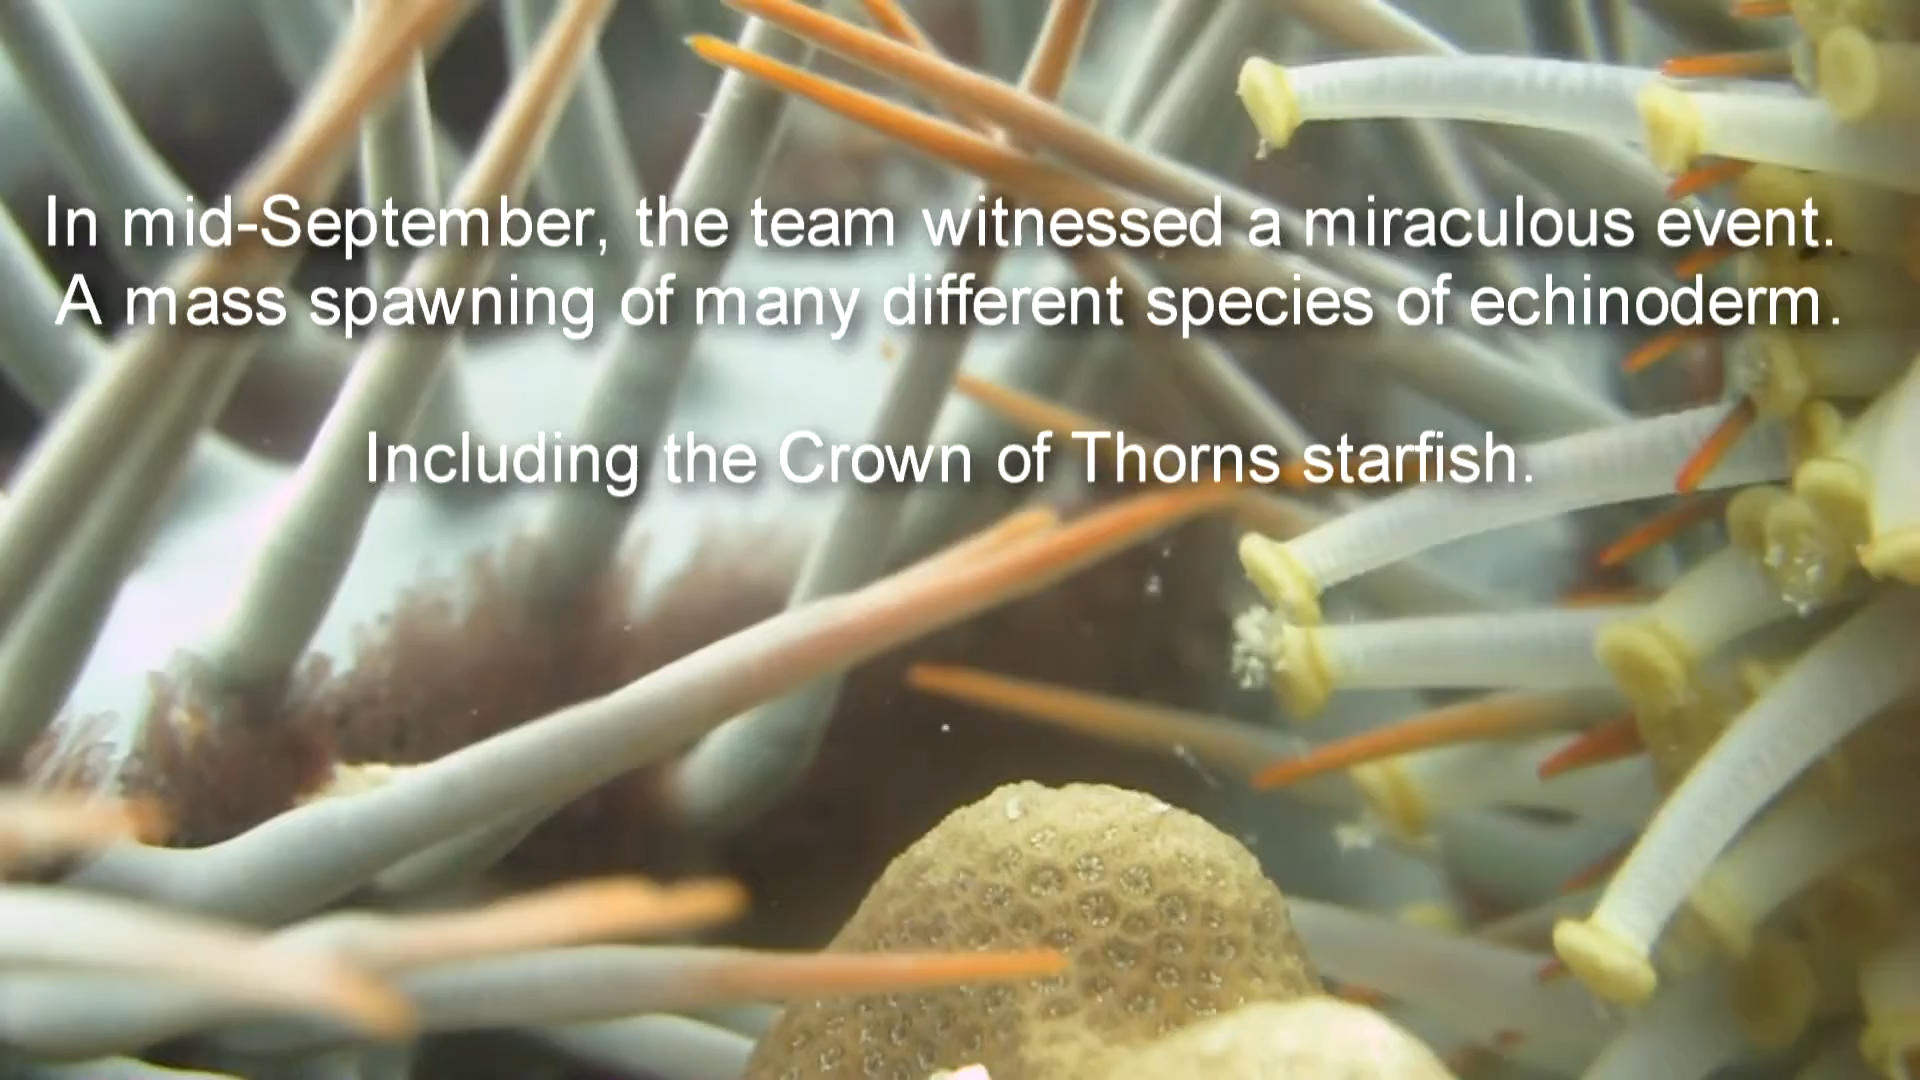 In mid-September, the team witnessed a miraculous event.
A mass spawning of many different species of echinoderm.
Including the Crown of Thorns starfish.